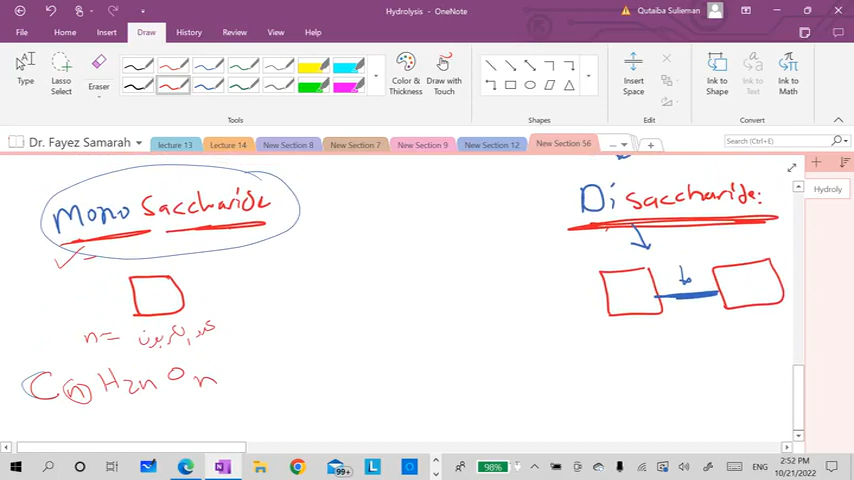 Hydrolysis - OneNote
Qutaiba Sulieman
File Home Insert Draw History Review View Help
Type
Lasso Select
Eraser
Color & Thickness
Draw with Touch
Insert Space
Ink to Shape
Ink to Text
Ink to Math
Tools Shapes Edit Convert
Dr. Fayez Samarah lecture 13 Lecture 14 New Section 8 New Section 7 New Section 9 New Section 12 New Section 56 Search (Ctrl+E)
Hydroly
Mono Saccharide
Di saccharide:
n= عدد الكربون
CnH2nOn
99+
98%
ENG
2:52 PM
10/21/2022